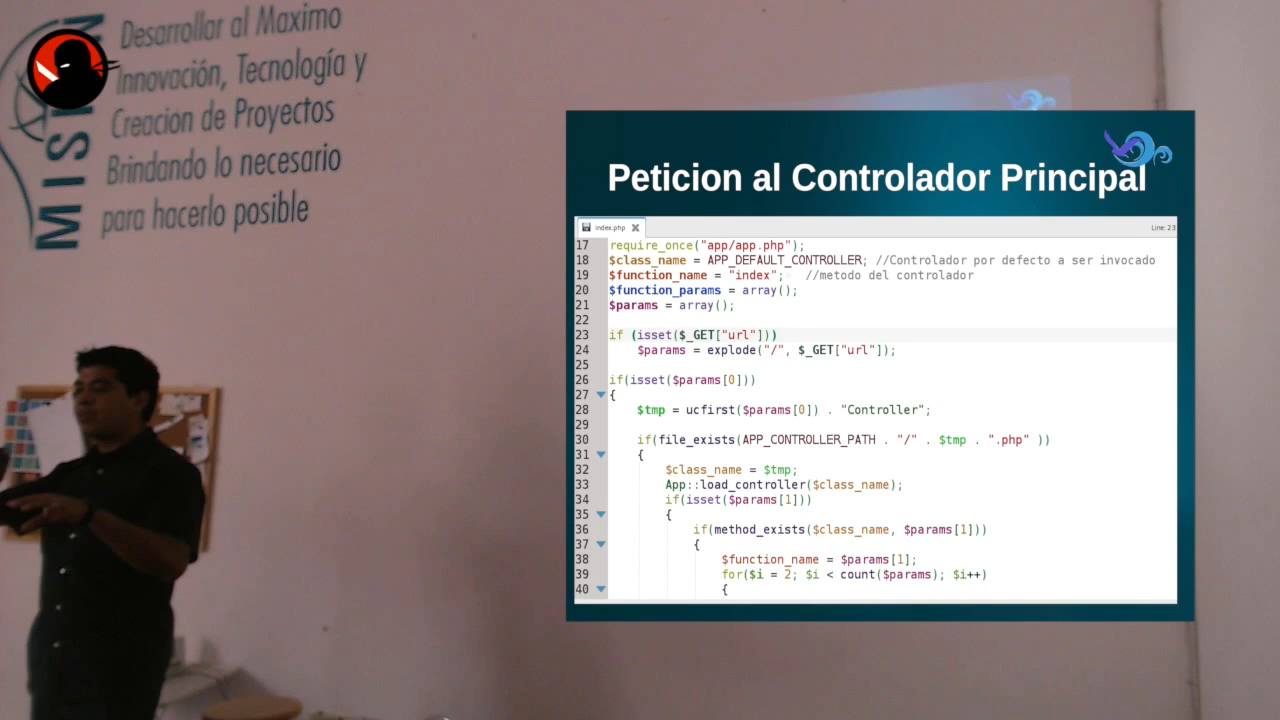 MISION
Desarrollar al Maximo
Innovación, Tecnología y
Creación de Proyectos
Brindando lo necesario
para hacerlo posible
Peticion al Controlador Principal
index.php
Line: 23
17 require_once("app/app.php");
18 $class_name = APP_DEFAULT_CONTROLLER; //Controlador por defecto a ser invocado
19 $function_name = "index"; //metodo del controlador
20 $function_params = array();
21 $params = array();
22
23 if (isset($_GET["url"]))
24 $params = explode("/", $_GET["url"]);
25
26 if(isset($params[0]))
27 {
28 $tmp = ucfirst($params[0]) . "Controller";
29
30 if(file_exists(APP_CONTROLLER_PATH . "/" . $tmp . ".php" ))
31 {
32 $class_name = $tmp;
33 App::load_controller($class_name);
34 if(isset($params[1]))
35 {
36 if(method_exists($class_name, $params[1]))
37 {
38 $function_name = $params[1];
39 for($i = 2; $i < count($params); $i++)
40 {